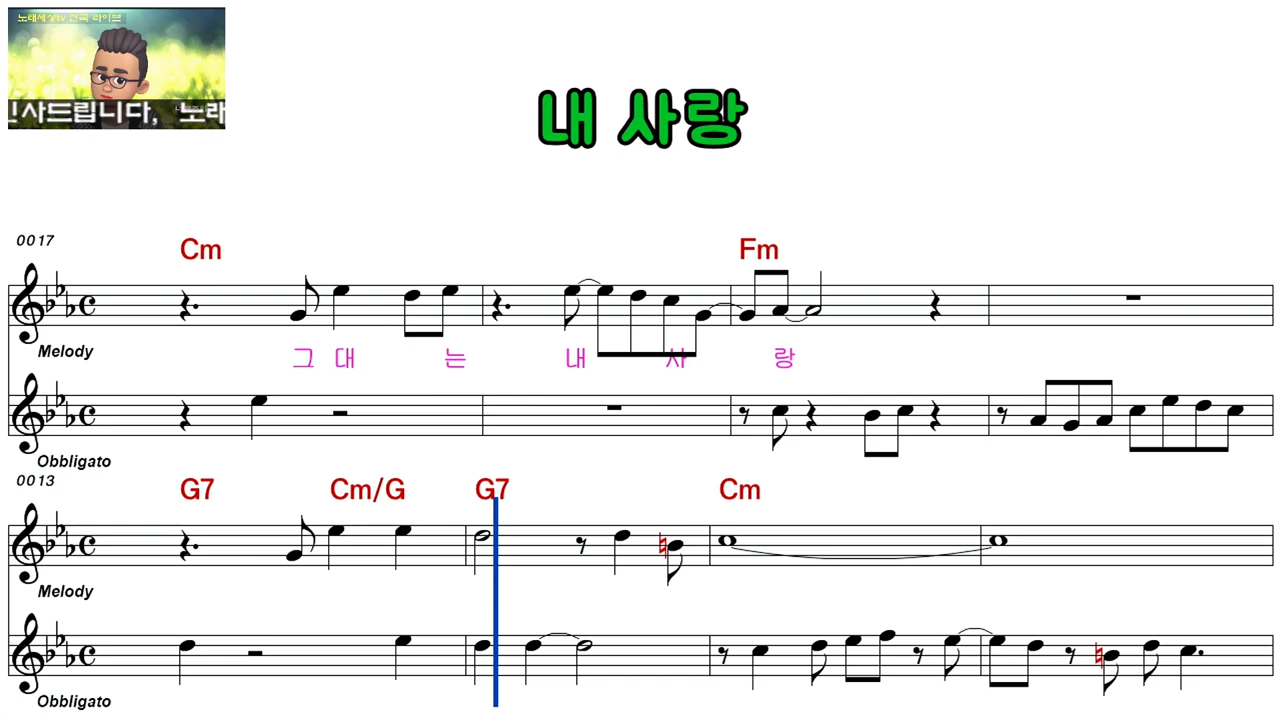 노래세상tv 전국 라이브
인사드립니다, 노래
내 사랑
0017
Cm Fm
Melody
그 대 는 내 사 랑
Obbligato
0013
G7 Cm/G G7 Cm
Melody
Obbligato